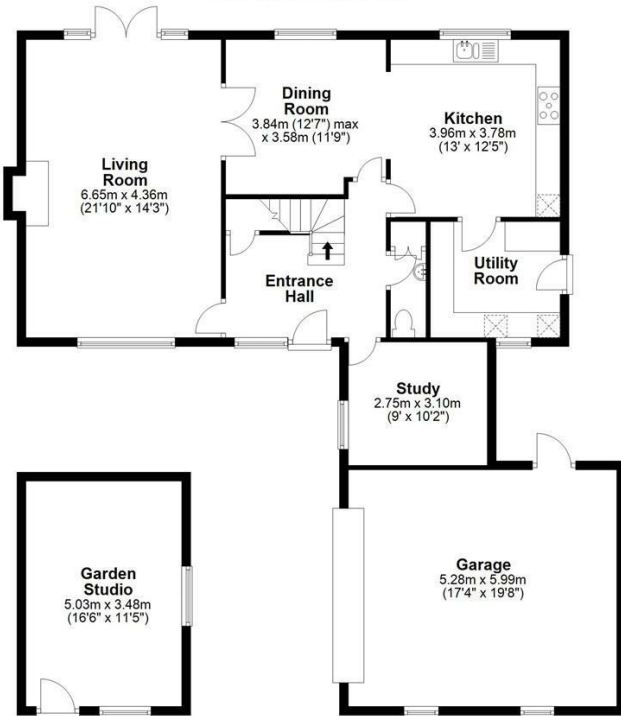 Dining
Room
3.84m (12'7") max
x 3.58m (11'9")
Kitchen
3.96m x 3.78m
(13' x 12'5")
Living
Room
6.65m x 4.36m
(21'10" x 14'3")
Utility
Room
Entrance
Hall
Study
2.75m x 3.10m
(9' x 10'2")
Garden
Studio
5.03m x 3.48m
(16'6" x 11'5")
Garage
5.28m x 5.99m
(17'4" x 19'8")